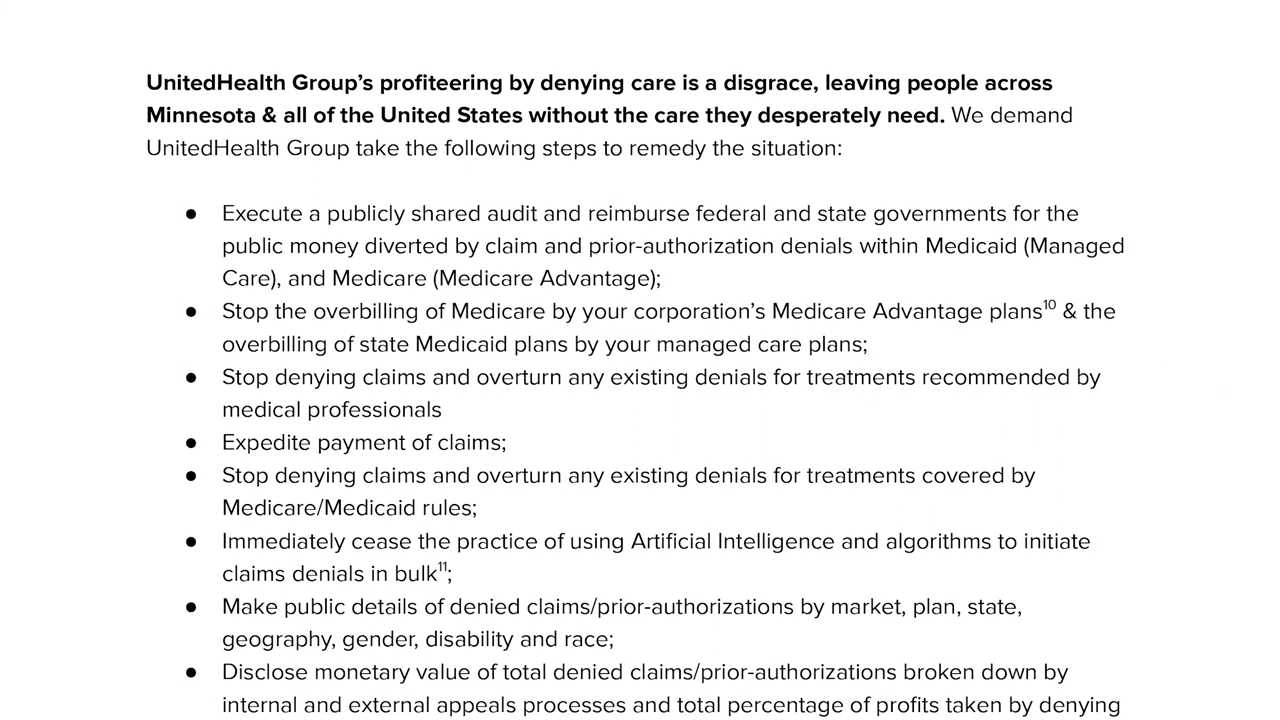 UnitedHealth Group’s profiteering by denying care is a disgrace, leaving people across
Minnesota & all of the United States without the care they desperately need. We demand
UnitedHealth Group take the following steps to remedy the situation:
● Execute a publicly shared audit and reimburse federal and state governments for the
public money diverted by claim and prior-authorization denials within Medicaid (Managed
Care), and Medicare (Medicare Advantage);
● Stop the overbilling of Medicare by your corporation’s Medicare Advantage plans¹⁰ & the
overbilling of state Medicaid plans by your managed care plans;
● Stop denying claims and overturn any existing denials for treatments recommended by
medical professionals
● Expedite payment of claims;
● Stop denying claims and overturn any existing denials for treatments covered by
Medicare/Medicaid rules;
● Immediately cease the practice of using Artificial Intelligence and algorithms to initiate
claims denials in bulk¹¹;
● Make public details of denied claims/prior-authorizations by market, plan, state,
geography, gender, disability and race;
● Disclose monetary value of total denied claims/prior-authorizations broken down by
internal and external appeals processes and total percentage of profits taken by denying